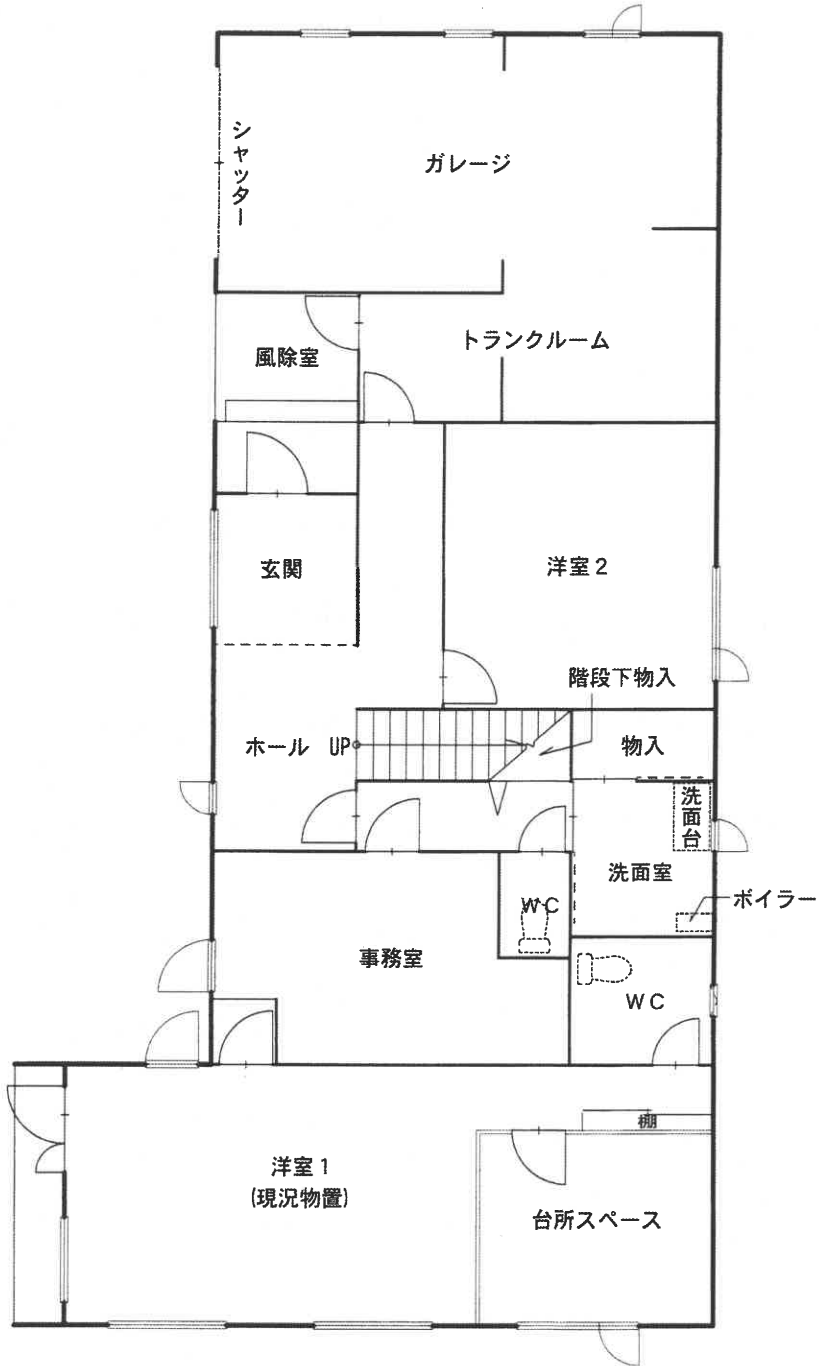 シャッター
ガレージ
トランクルーム
風除室
玄関
洋室2
階段下物入
ホール UP
物入
洗面台
洗面室
ボイラー
WC
事務室
WC
棚
洋室1
(現況物置)
台所スペース